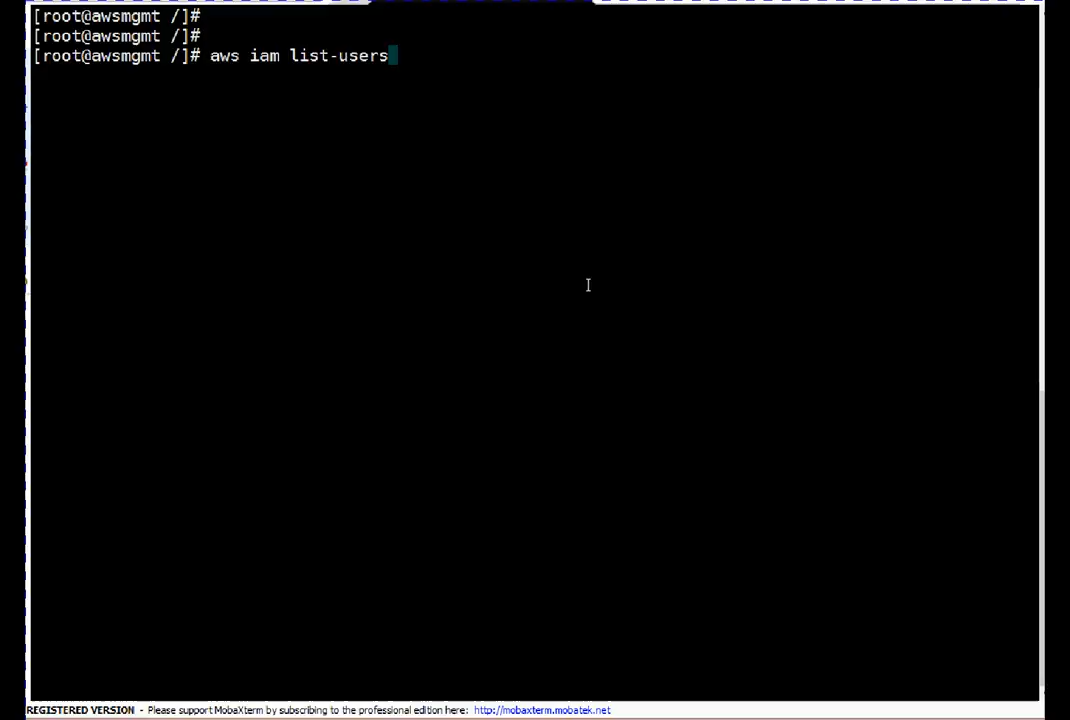 [root@awsmgmt /]#
[root@awsmgmt /]#
[root@awsmgmt /]# aws iam list-users
REGISTERED VERSION - Please support MobaXterm by subscribing to the professional edition here: http://mobaxterm.mobatek.net